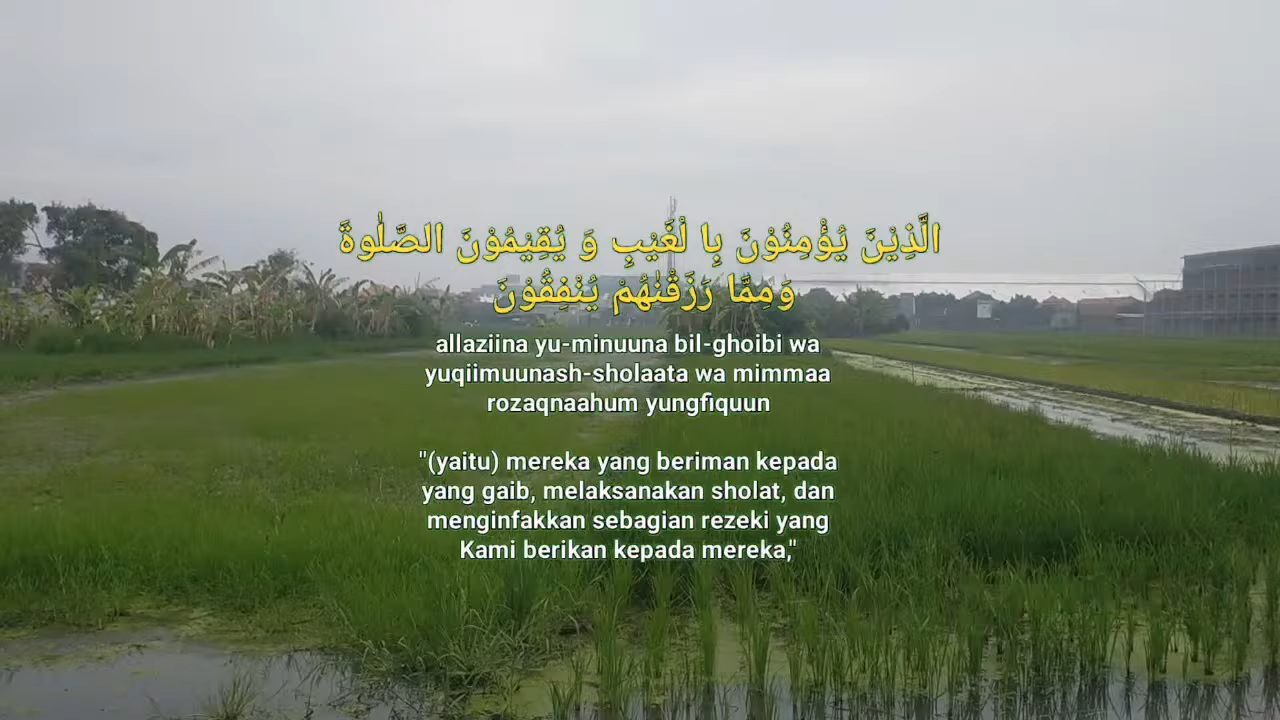 الَّذِيْنَ يُؤْمِنُوْنَ بِا لْغَيْبِ وَ يُقِيْمُوْنَ الصَّلٰوةَ
وَمِمَّا رَزَقْنٰهُمْ يُنْفِقُوْنَ
allaziina yu-minuuna bil-ghoibi wa
yuqiimuunash-sholaata wa mimmaa
rozaqnaahum yungfiquun
"(yaitu) mereka yang beriman kepada
yang gaib, melaksanakan sholat, dan
menginfakkan sebagian rezeki yang
Kami berikan kepada mereka,"